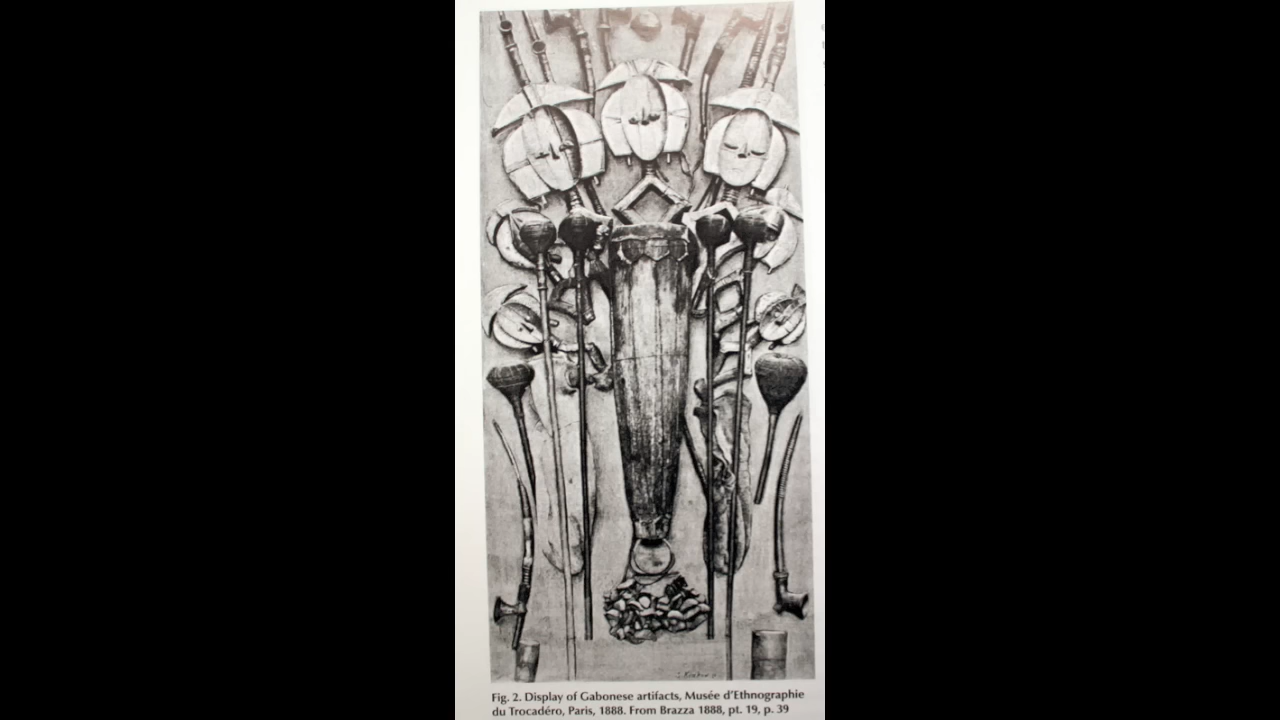 Fig. 2. Display of Gabonese artifacts, Musée d'Ethnographie
du Trocadéro, Paris, 1888. From Brazza 1888, pt. 19, p. 39